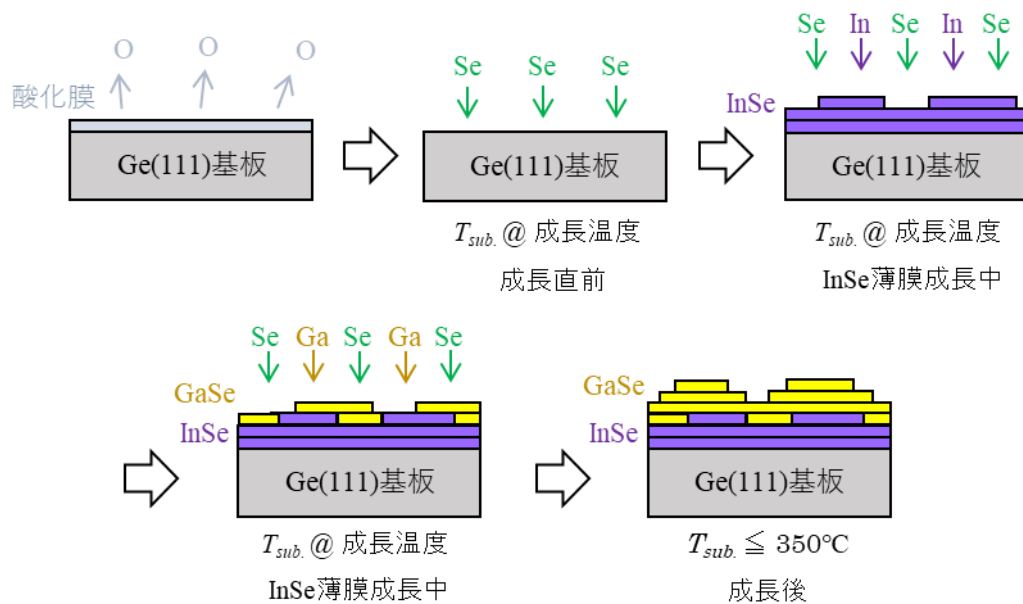 O O O
酸化膜
Ge(111)基板
Se Se Se
Ge(111)基板
T_sub. @ 成長温度
成長直前
Se In Se In Se
InSe
Ge(111)基板
T_sub. @ 成長温度
InSe薄膜成長中
Se Ga Se Ga Se
GaSe
InSe
Ge(111)基板
T_sub. @ 成長温度
InSe薄膜成長中
GaSe
InSe
Ge(111)基板
T_sub. ≦ 350℃
成長後